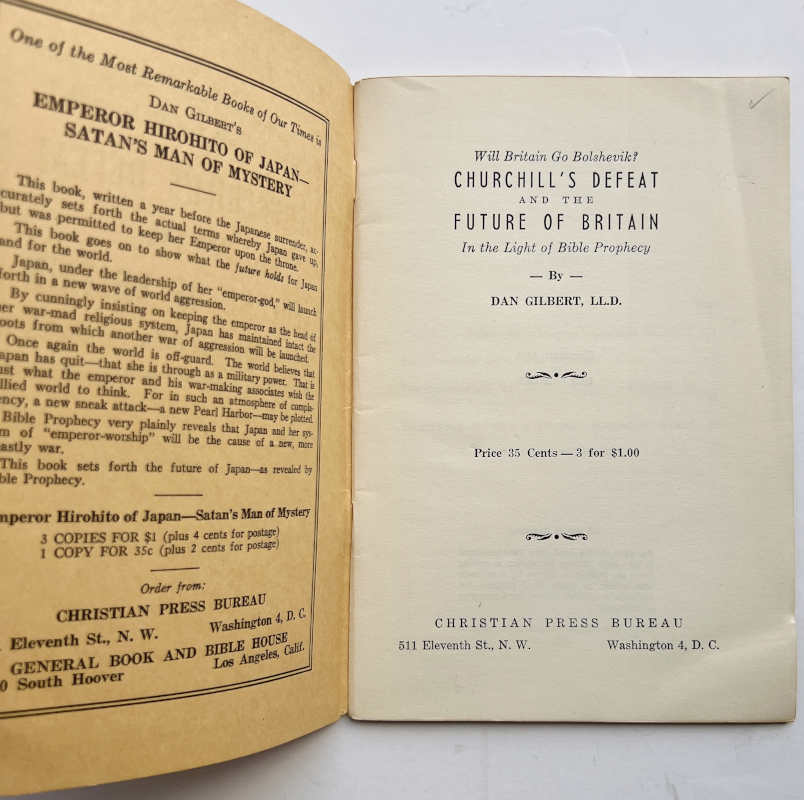 One of the Most Remarkable Books of Our Times is
DAN GILBERT'S
EMPEROR HIROHITO OF JAPAN—
SATAN'S MAN OF MYSTERY
This book, written a year before the Japanese surrender, ac-
curately sets forth the actual terms whereby Japan gave up,
but was permitted to keep her Emperor upon the throne.
This book goes on to show what the future holds for Japan
and for the world.
Japan, under the leadership of her "emperor-god," will launch
forth in a new wave of world aggression.
By cunningly insisting on keeping the emperor as the head of
her war-mad religious system, Japan has maintained intact the
roots from which another war of aggression will be launched.
Once again the world is off-guard. The world believes that
Japan has quit—that she is through as a military power. That is
just what the emperor and his war-making associates wish the
allied world to think. For in such an atmosphere of compla-
ency, a new sneak attack—a new Pearl Harbor—may be plotted.
Bible Prophecy very plainly reveals that Japan and her sys-
em of "emperor-worship" will be the cause of a new, more
astly war.
This book sets forth the future of Japan—as revealed by
ble Prophecy.
mperor Hirohito of Japan—Satan's Man of Mystery
3 COPIES FOR $1 (plus 4 cents for postage)
1 COPY FOR 35c (plus 2 cents for postage)
Order from:
CHRISTIAN PRESS BUREAU
Eleventh St., N. W. Washington 4, D. C.
GENERAL BOOK AND BIBLE HOUSE
0 South Hoover Los Angeles, Calif.
Will Britain Go Bolshevik?
CHURCHILL'S DEFEAT
AND THE
FUTURE OF BRITAIN
In the Light of Bible Prophecy
— By —
DAN GILBERT, LL.D.
Price 35 Cents — 3 for $1.00
CHRISTIAN PRESS BUREAU
511 Eleventh St., N. W. Washington 4, D. C.